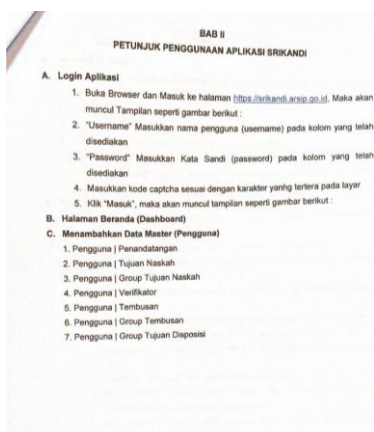 BAB II
PETUNJUK PENGGUNAAN APLIKASI SRIKANDI
A. Login Aplikasi
1. Buka Browser dan Masuk ke halaman https://srikandi.arsip.go.id, Maka akan
muncul Tampilan seperti gambar berikut :
2. "Username" Masukkan nama pengguna (username) pada kolom yang telah
disediakan
3. "Password" Masukkan Kata Sandi (password) pada kolom yang telah
disediakan
4. Masukkan kode captcha sesuai dengan karakter yanhg tertera pada layar
5. Klik "Masuk", maka akan muncul tampilan seperti gambar berikut :
B. Halaman Beranda (Dashboard)
C. Menambahkan Data Master (Pengguna)
1. Pengguna | Penandatangan
2. Pengguna | Tujuan Naskah
3. Pengguna | Group Tujuan Naskah
4. Pengguna | Verifikator
5. Pengguna | Tembusan
6. Pengguna | Group Tembusan
7. Pengguna | Group Tujuan Disposisi